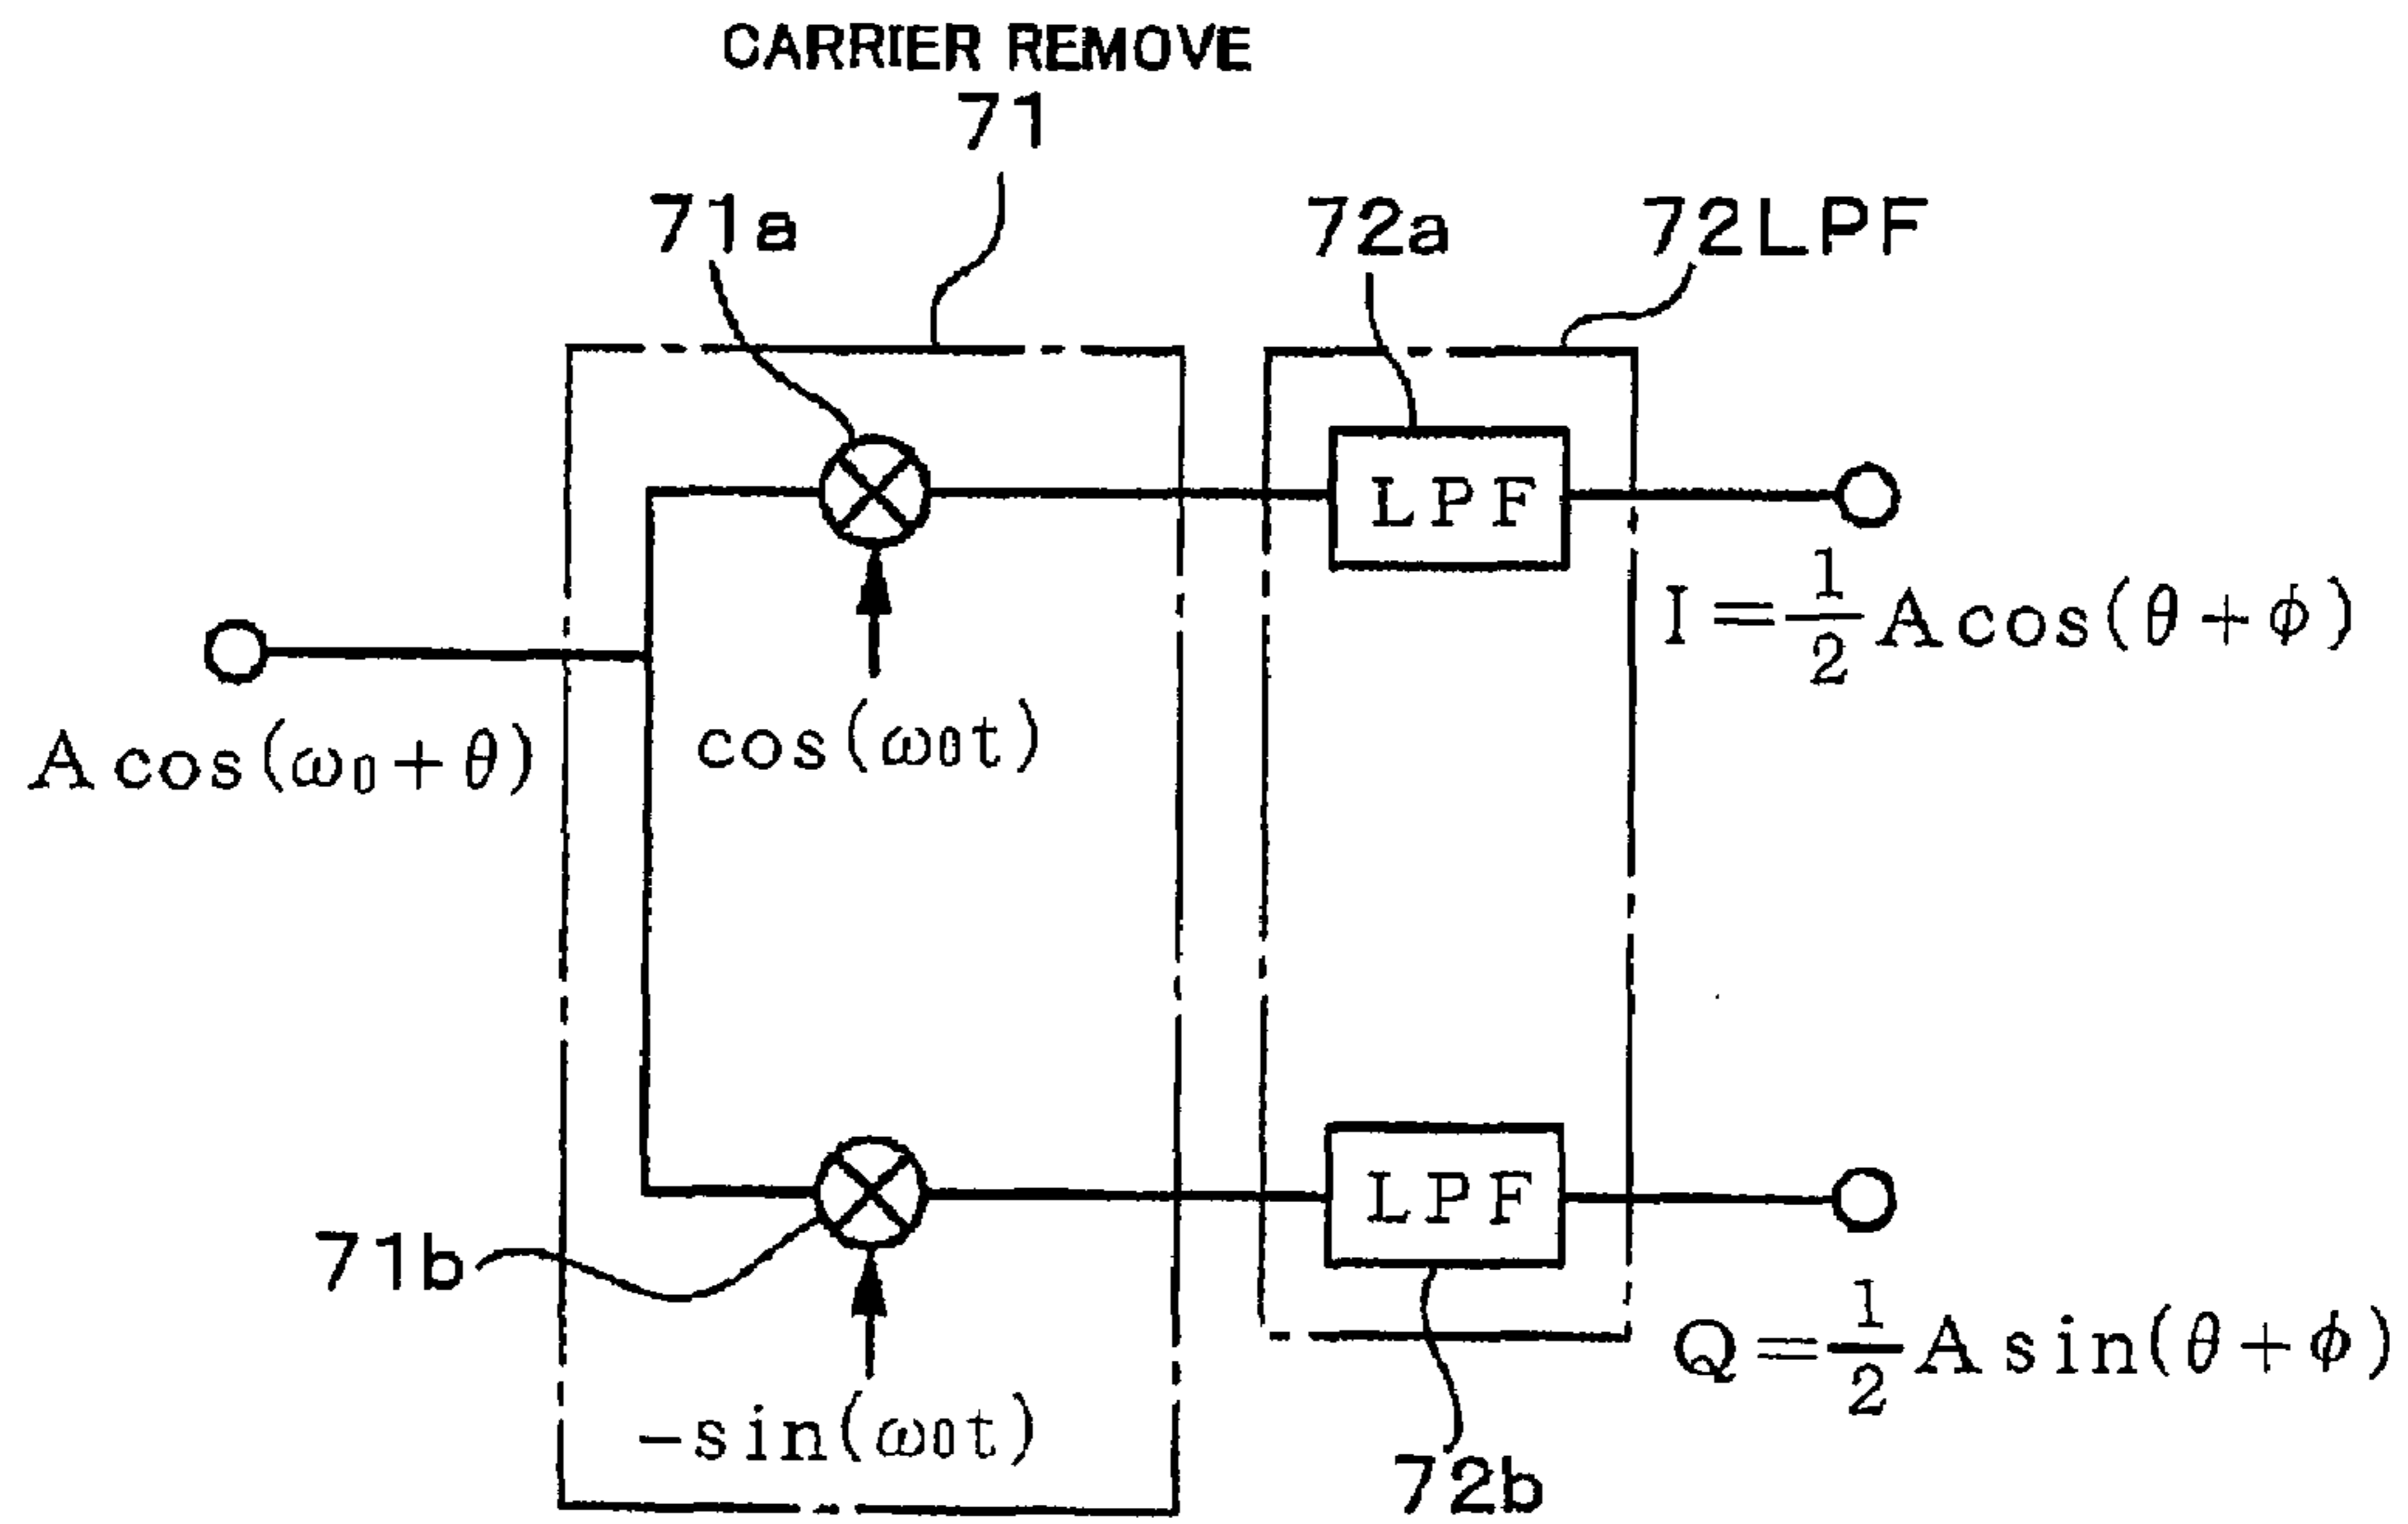 CARRIER REMOVE
71
71a
72a
72LPF
LPF
I=1/2 A cos(θ+φ)
A cos(ω0+θ)
cos(ω0t)
71b
LPF
Q=1/2 A sin(θ+φ)
-sin(ω0t)
72b